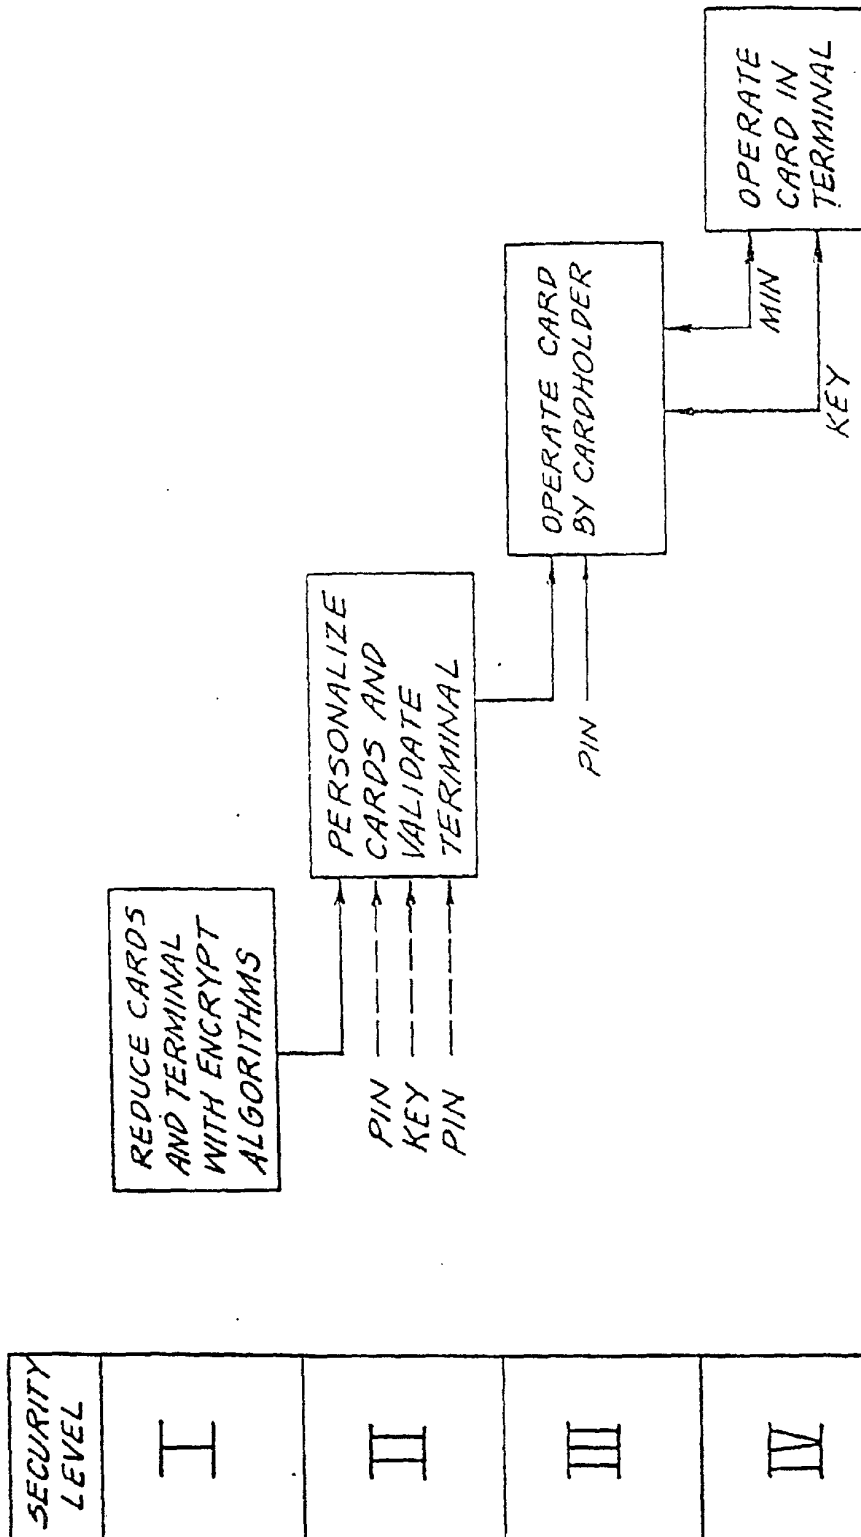 SECURITY
LEVEL
I
REDUCE CARDS
AND TERMINAL
WITH ENCRYPT
ALGORITHMS
II
PIN
KEY
PIN
PERSONALIZE
CARDS AND
VALIDATE
TERMINAL
III
PIN
OPERATE CARD
BY CARDHOLDER
IV
MIN
KEY
OPERATE
CARD IN
TERMINAL